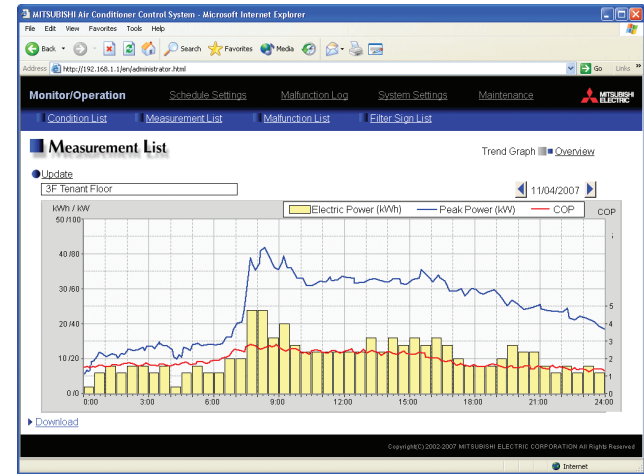 MITSUBISHI Air Conditioner Control System - Microsoft Internet Explorer
File Edit View Favorites Tools Help
Back Search Favorites Media
Address http://192.168.1.1/en/administrator.html Go Links »
Monitor/Operation Schedule Settings Malfunction Log System Settings Maintenance MITSUBISHI ELECTRIC
Condition List Measurement List Malfunction List Filter Sign List
Measurement List
Trend Graph Overview
Update
3F Tenant Floor
11/04/2007
kWh / kW Electric Power (kWh) Peak Power (kW) COP COP
50 /100
40 /80
30 /60 5
20 /40 4
3
10 /20 2
1
0.0 0
0:00 3:00 6:00 9:00 12:00 15:00 18:00 21:00 24:00
Download
Copyright(C) 2002-2007 MITSUBISHI ELECTRIC CORPORATION All Rights Reserved
Internet